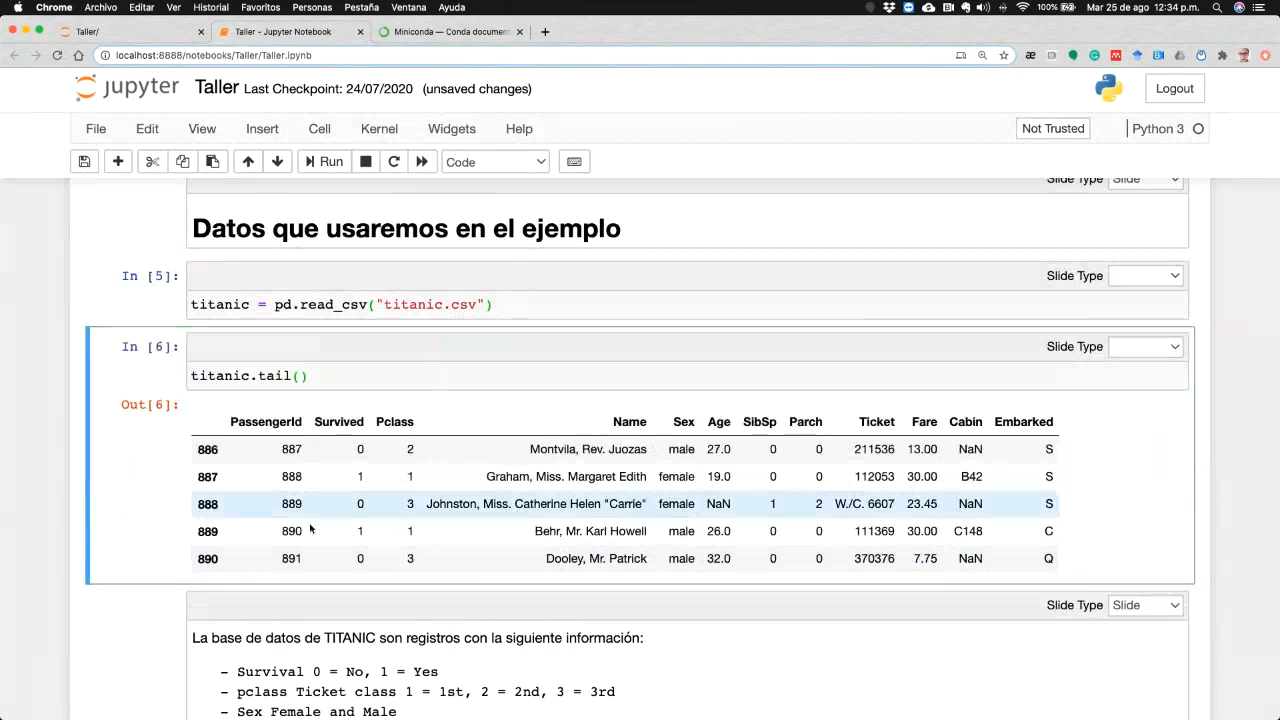 Chrome Archivo Editar Ver Historial Favoritos Personas Pestaña Ventana Ayuda 100% Mar 25 de ago 12:34 p.m.
Taller/ Taller - Jupyter Notebook Miniconda — Conda document
localhost:8888/notebooks/Taller/Taller.ipynb
jupyter Taller Last Checkpoint: 24/07/2020 (unsaved changes) Logout
File Edit View Insert Cell Kernel Widgets Help Not Trusted Python 3
Run Code
Slide Type Slide
Datos que usaremos en el ejemplo
In [5]: Slide Type
titanic = pd.read_csv("titanic.csv")
In [6]: Slide Type
titanic.tail()
Out[6]:
PassengerId Survived Pclass Name Sex Age SibSp Parch Ticket Fare Cabin Embarked
886 887 0 2 Montvila, Rev. Juozas male 27.0 0 0 211536 13.00 NaN S
887 888 1 1 Graham, Miss. Margaret Edith female 19.0 0 0 112053 30.00 B42 S
888 889 0 3 Johnston, Miss. Catherine Helen "Carrie" female NaN 1 2 W./C. 6607 23.45 NaN S
889 890 1 1 Behr, Mr. Karl Howell male 26.0 0 0 111369 30.00 C148 C
890 891 0 3 Dooley, Mr. Patrick male 32.0 0 0 370376 7.75 NaN Q
Slide Type Slide
La base de datos de TITANIC son registros con la siguiente información:
- Survival 0 = No, 1 = Yes
- pclass Ticket class 1 = 1st, 2 = 2nd, 3 = 3rd
- Sex Female and Male